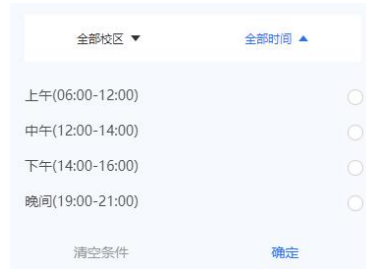 全部校区 ▼ 全部时间 ▲
上午(06:00-12:00)
中午(12:00-14:00)
下午(14:00-16:00)
晚间(19:00-21:00)
清空条件 确定